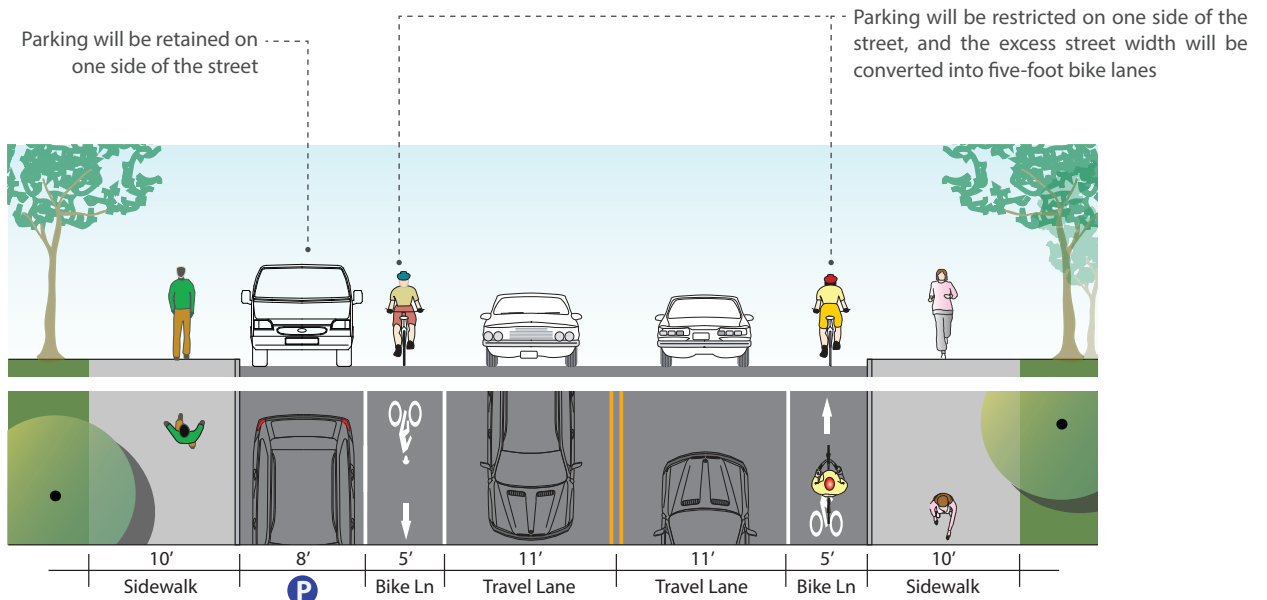 Parking will be retained on
one side of the street
Parking will be restricted on one side of the
street, and the excess street width will be
converted into five-foot bike lanes
10’ 8’ 5’ 11’ 11’ 5’ 10’
Sidewalk P Bike Ln Travel Lane Travel Lane Bike Ln Sidewalk